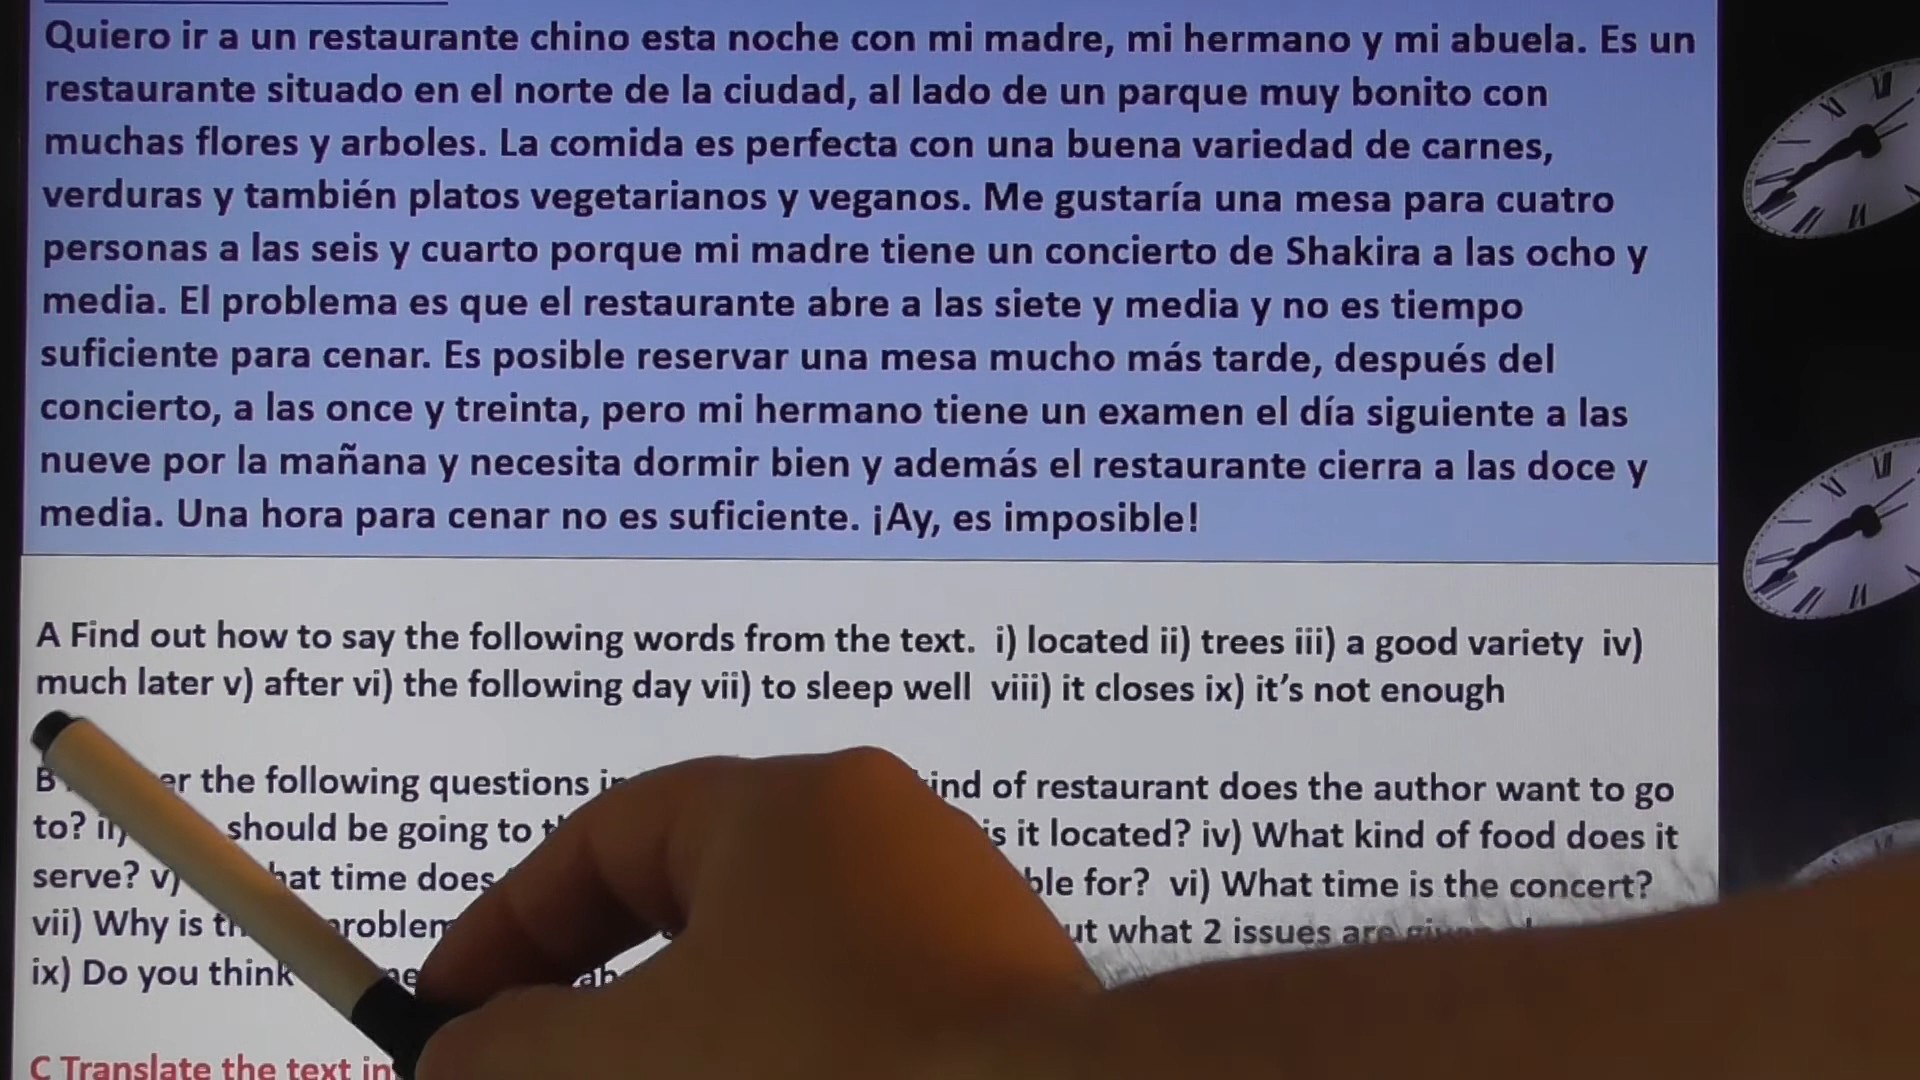 Quiero ir a un restaurante chino esta noche con mi madre, mi hermano y mi abuela. Es un
restaurante situado en el norte de la ciudad, al lado de un parque muy bonito con
muchas flores y arboles. La comida es perfecta con una buena variedad de carnes,
verduras y también platos vegetarianos y veganos. Me gustaría una mesa para cuatro
personas a las seis y cuarto porque mi madre tiene un concierto de Shakira a las ocho y
media. El problema es que el restaurante abre a las siete y media y no es tiempo
suficiente para cenar. Es posible reservar una mesa mucho más tarde, después del
concierto, a las once y treinta, pero mi hermano tiene un examen el día siguiente a las
nueve por la mañana y necesita dormir bien y además el restaurante cierra a las doce y
media. Una hora para cenar no es suficiente. ¡Ay, es imposible!
A Find out how to say the following words from the text. i) located ii) trees iii) a good variety iv)
much later v) after vi) the following day vii) to sleep well viii) it closes ix) it's not enough
B the following questions of restaurant does the author want to go
to? should be going to is it located? iv) What kind of food does it
serve? v) time does for? vi) What time is the concert?
vii) Why is what 2 issues are
ix) Do you think
C Translate the text